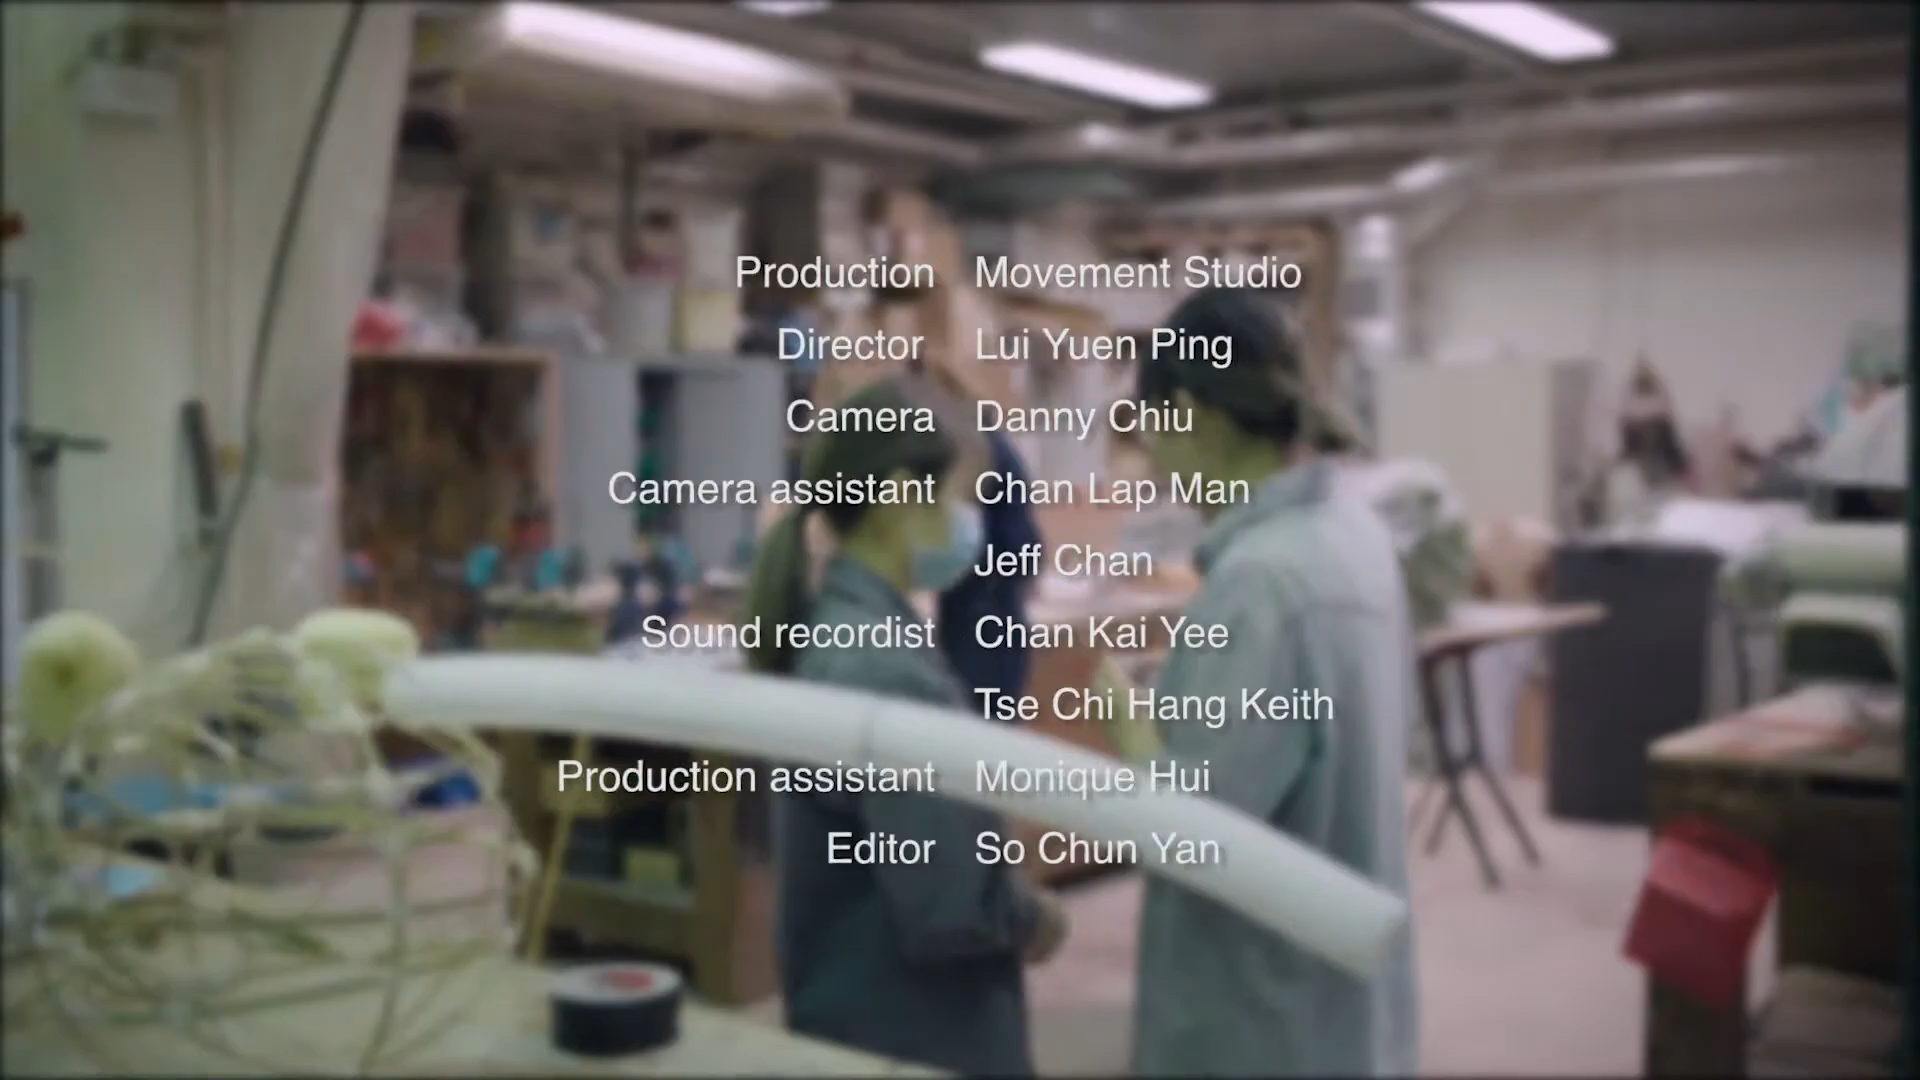 Production Movement Studio
Director Lui Yuen Ping
Camera Danny Chiu
Camera assistant Chan Lap Man
Jeff Chan
Sound recordist Chan Kai Yee
Tse Chi Hang Keith
Production assistant Monique Hui
Editor So Chun Yan